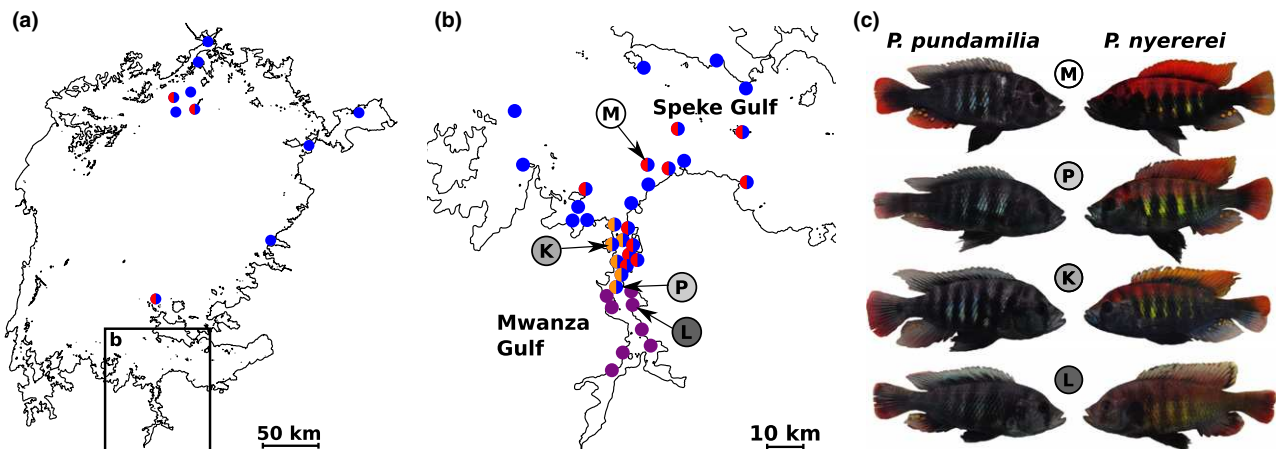 (a)
b
50 km
(b)
Speke Gulf
M
K
P
L
Mwanza
Gulf
10 km
(c)
P. pundamilia
P. nyererei
M
P
K
L